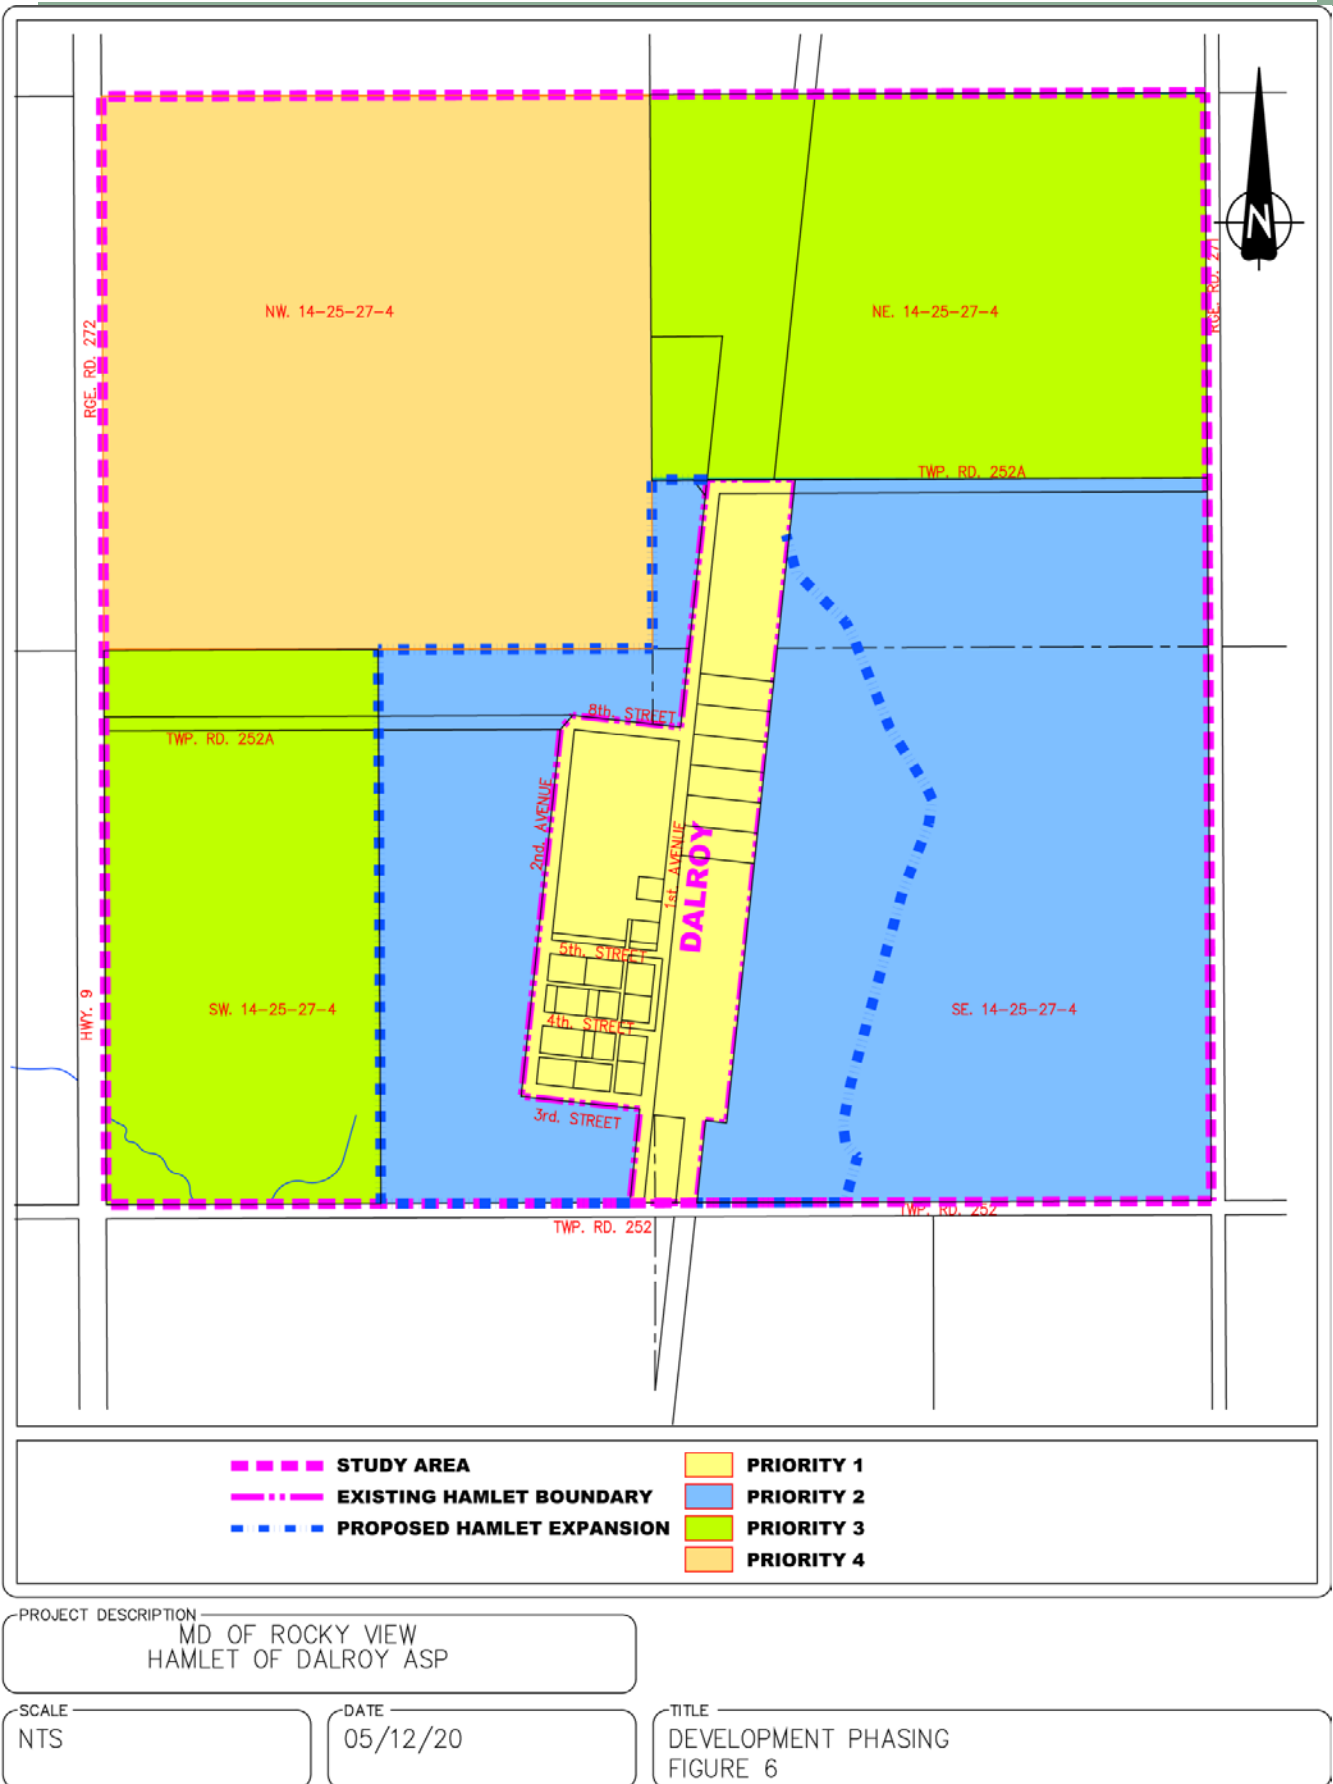 N
NW. 14-25-27-4
NE. 14-25-27-4
RGE. RD. 271
RGE. RD. 272
TWP. RD. 252A
8th. STREET
TWP. RD. 252A
2nd. AVENUE
1st. AVENUE
DALROY
5th. STREET
HWY. 9
SW. 14-25-27-4
4th. STREET
SE. 14-25-27-4
3rd. STREET
TWP. RD. 252
TWP. RD. 252
STUDY AREA
EXISTING HAMLET BOUNDARY
PROPOSED HAMLET EXPANSION
PRIORITY 1
PRIORITY 2
PRIORITY 3
PRIORITY 4
PROJECT DESCRIPTION
MD OF ROCKY VIEW
HAMLET OF DALROY ASP
SCALE
NTS
DATE
05/12/20
TITLE
DEVELOPMENT PHASING
FIGURE 6